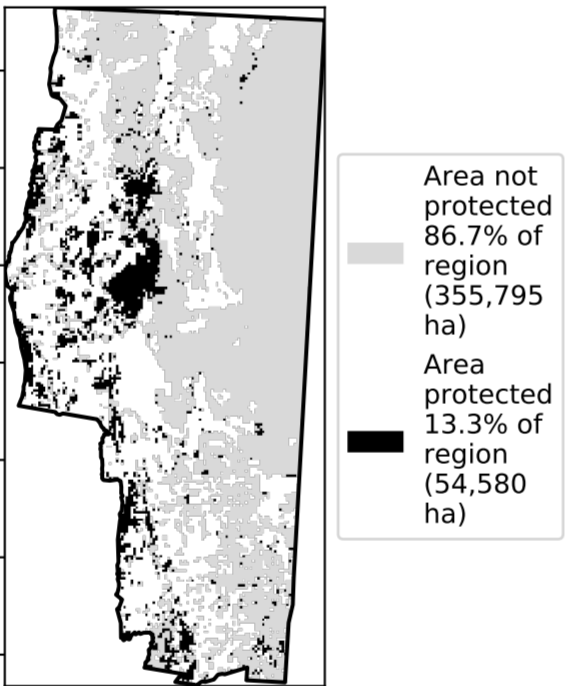 Area not
protected
86.7% of
region
(355,795
ha)
Area
protected
13.3% of
region
(54,580
ha)